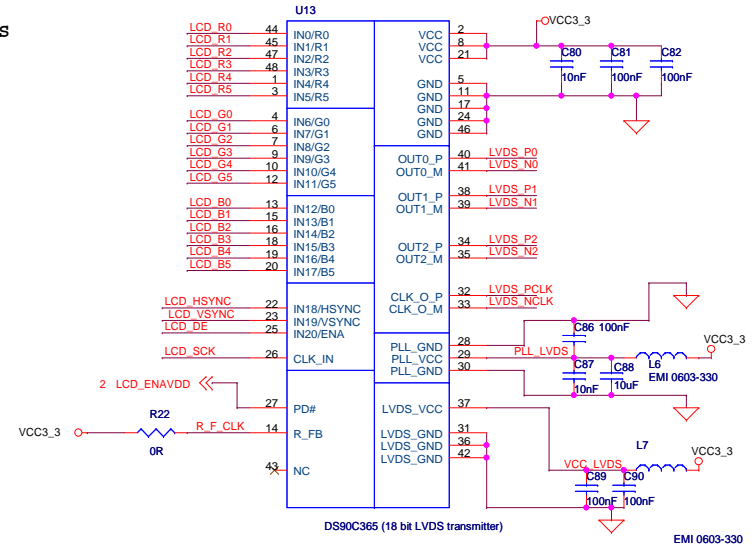 s
U13
LCD_R0 44 IN0/R0
LCD_R1 45 IN1/R1
LCD_R2 47 IN2/R2
LCD_R3 48 IN3/R3
LCD_R4 1 IN4/R4
LCD_R5 3 IN5/R5
LCD_G0 4 IN6/G0
LCD_G1 6 IN7/G1
LCD_G2 7 IN8/G2
LCD_G3 9 IN9/G3
LCD_G4 10 IN10/G4
LCD_G5 12 IN11/G5
LCD_B0 13 IN12/B0
LCD_B1 15 IN13/B1
LCD_B2 16 IN14/B2
LCD_B3 18 IN15/B3
LCD_B4 19 IN16/B4
LCD_B5 20 IN17/B5
LCD_HSYNC 22 IN18/HSYNC
LCD_VSYNC 23 IN19/VSYNC
LCD_DE 25 IN20/ENA
LCD_SCK 26 CLK_IN
2 LCD_ENAVDD
27 PD#
R22
VCC3_3 R_F_CLK 14 R_FB
0R
43 NC
VCC 2
VCC 8
VCC 21
GND 5
GND 11
GND 17
GND 24
GND 46
VCC3_3
C80 C81 C82
10nF 100nF 100nF
OUT0_P 40 LVDS_P0
OUT0_M 41 LVDS_N0
OUT1_P 38 LVDS_P1
OUT1_M 39 LVDS_N1
OUT2_P 34 LVDS_P2
OUT2_M 35 LVDS_N2
CLK_O_P 32 LVDS_PCLK
CLK_O_M 33 LVDS_NCLK
C86 100nF
PLL_GND 28
PLL_VCC 29 PLL_LVDS
PLL_GND 30
VCC3_3
L6
EMI 0603-330
C87 C88
10nF 10uF
LVDS_VCC 37
LVDS_GND 31
LVDS_GND 36
LVDS_GND 42
L7
VCC3_3
VCC_LVDS
C89 C90
100nF 100nF
EMI 0603-330
DS90C365 (18 bit LVDS transmitter)